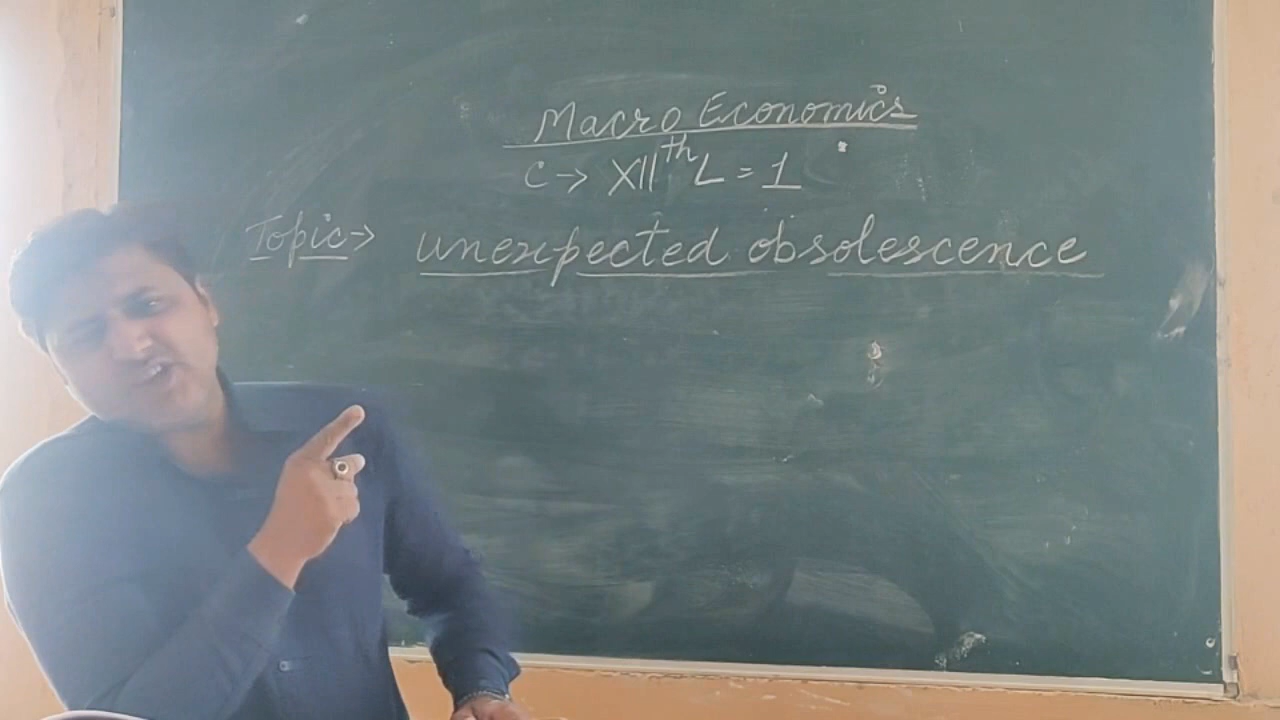 Macro Economics
C → XIIth L = 1
Topic → unexpected obsolescence